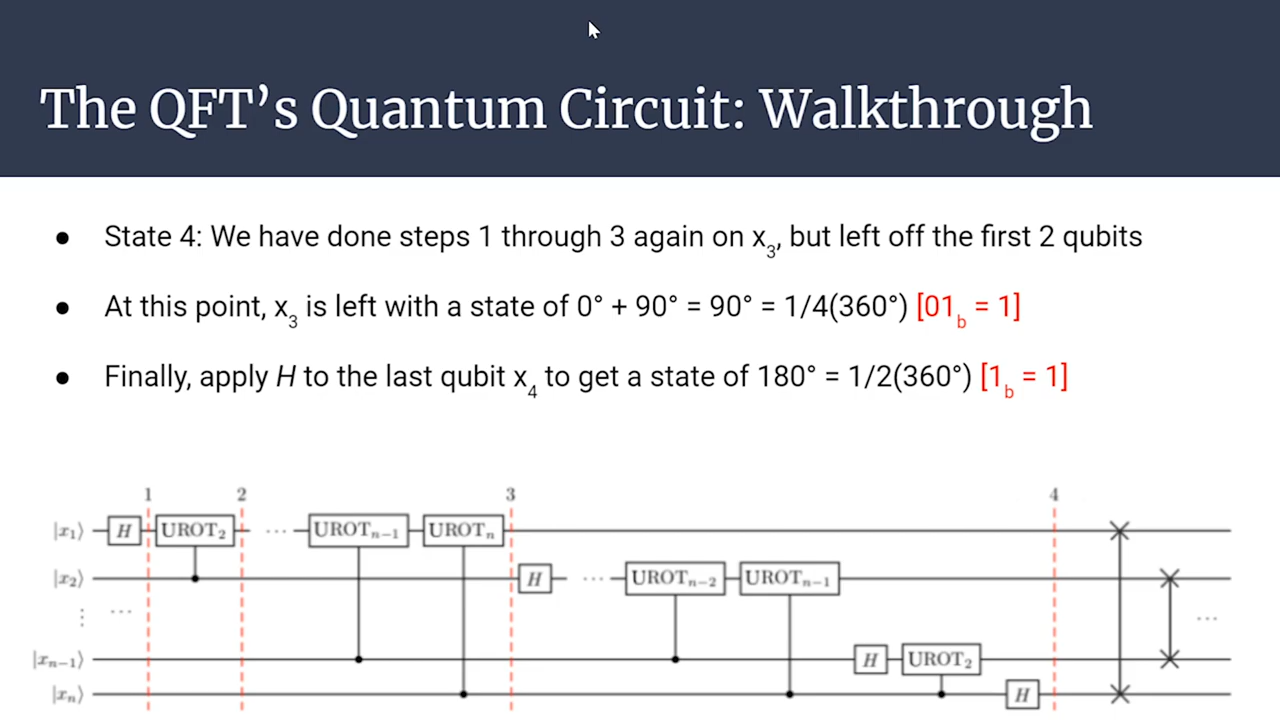 The QFT’s Quantum Circuit: Walkthrough
● State 4: We have done steps 1 through 3 again on x₃, but left off the first 2 qubits
● At this point, x₃ is left with a state of 0° + 90° = 90° = 1/4(360°) [01_b = 1]
● Finally, apply H to the last qubit x₄ to get a state of 180° = 1/2(360°) [1_b = 1]
1 2 3 4
|x₁⟩ H UROT₂ ⋯ UROTₙ₋₁ UROTₙ
|x₂⟩ H ⋯ UROTₙ₋₂ UROTₙ₋₁
⋮ ⋯ ⋯
|xₙ₋₁⟩ H UROT₂
|xₙ⟩ H